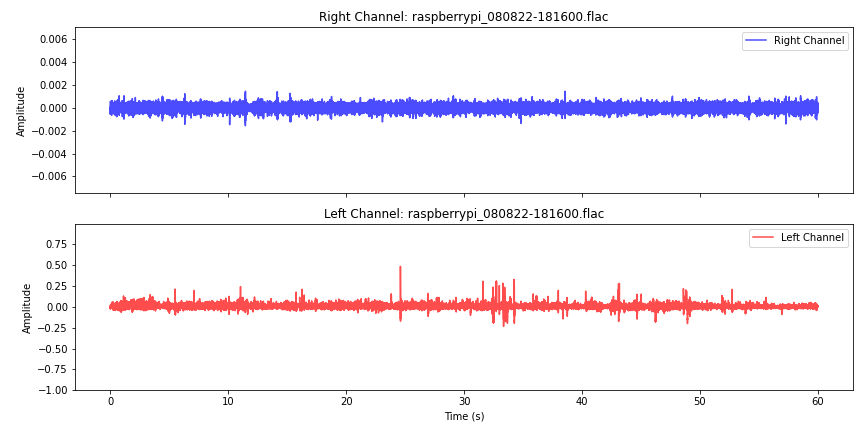 Right Channel: raspberrypi_080822-181600.flac
0.006
0.004
0.002
0.000
−0.002
−0.004
−0.006
Amplitude
Right Channel
Left Channel: raspberrypi_080822-181600.flac
0.75
0.50
0.25
0.00
−0.25
−0.50
−0.75
−1.00
Amplitude
Left Channel
0 10 20 30 40 50 60
Time (s)